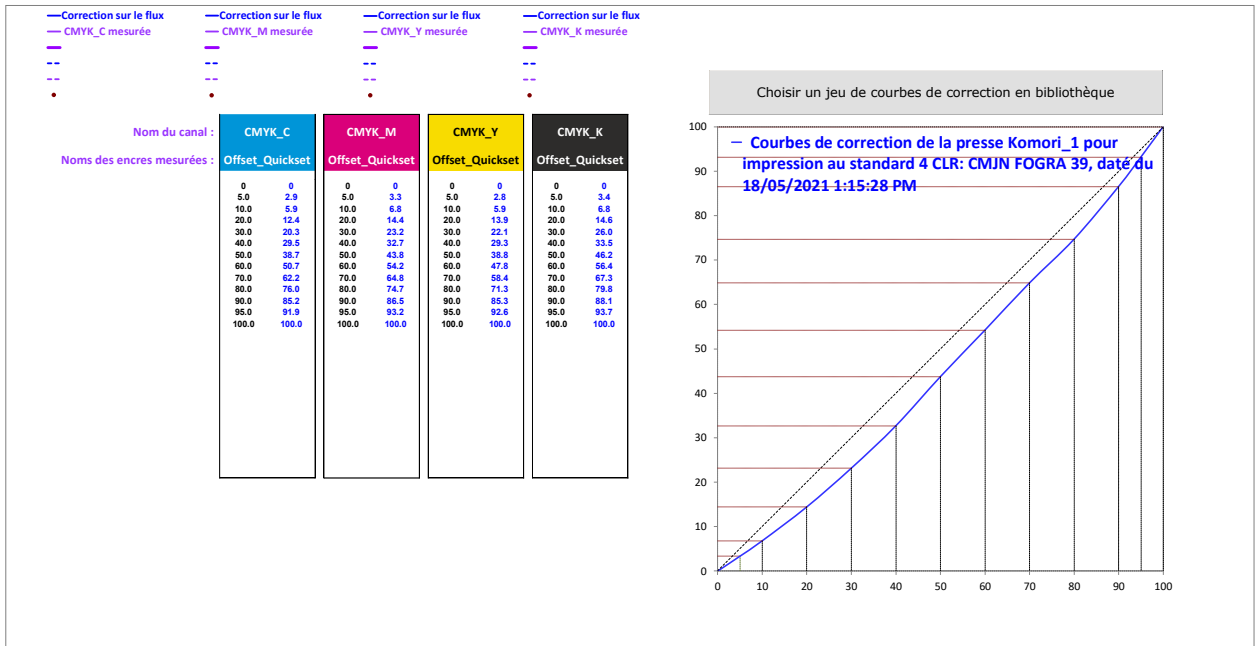 Correction sur le flux Correction sur le flux Correction sur le flux Correction sur le flux
CMYK_C mesurée CMYK_M mesurée CMYK_Y mesurée CMYK_K mesurée
Choisir un jeu de courbes de correction en bibliothèque
Nom du canal : CMYK_C CMYK_M CMYK_Y CMYK_K
Noms des encres mesurées : Offset_Quickset Offset_Quickset Offset_Quickset Offset_Quickset
0 0 0 0 0 0 0 0
5.0 2.9 5.0 3.3 5.0 2.8 5.0 3.4
10.0 5.9 10.0 6.8 10.0 5.9 10.0 6.8
20.0 12.4 20.0 14.4 20.0 13.9 20.0 14.6
30.0 20.3 30.0 23.2 30.0 22.1 30.0 26.0
40.0 29.5 40.0 32.7 40.0 29.3 40.0 33.5
50.0 38.7 50.0 43.8 50.0 38.8 50.0 46.2
60.0 50.7 60.0 54.2 60.0 47.8 60.0 56.4
70.0 62.2 70.0 64.8 70.0 58.4 70.0 67.3
80.0 76.0 80.0 74.7 80.0 71.3 80.0 79.8
90.0 85.2 90.0 86.5 90.0 85.3 90.0 88.1
95.0 91.9 95.0 93.2 95.0 92.6 95.0 93.7
100.0 100.0 100.0 100.0 100.0 100.0 100.0 100.0
Courbes de correction de la presse Komori_1 pour
impression au standard 4 CLR: CMJN FOGRA 39, daté du
18/05/2021 1:15:28 PM
100
90
80
70
60
50
40
30
20
10
0
0 10 20 30 40 50 60 70 80 90 100